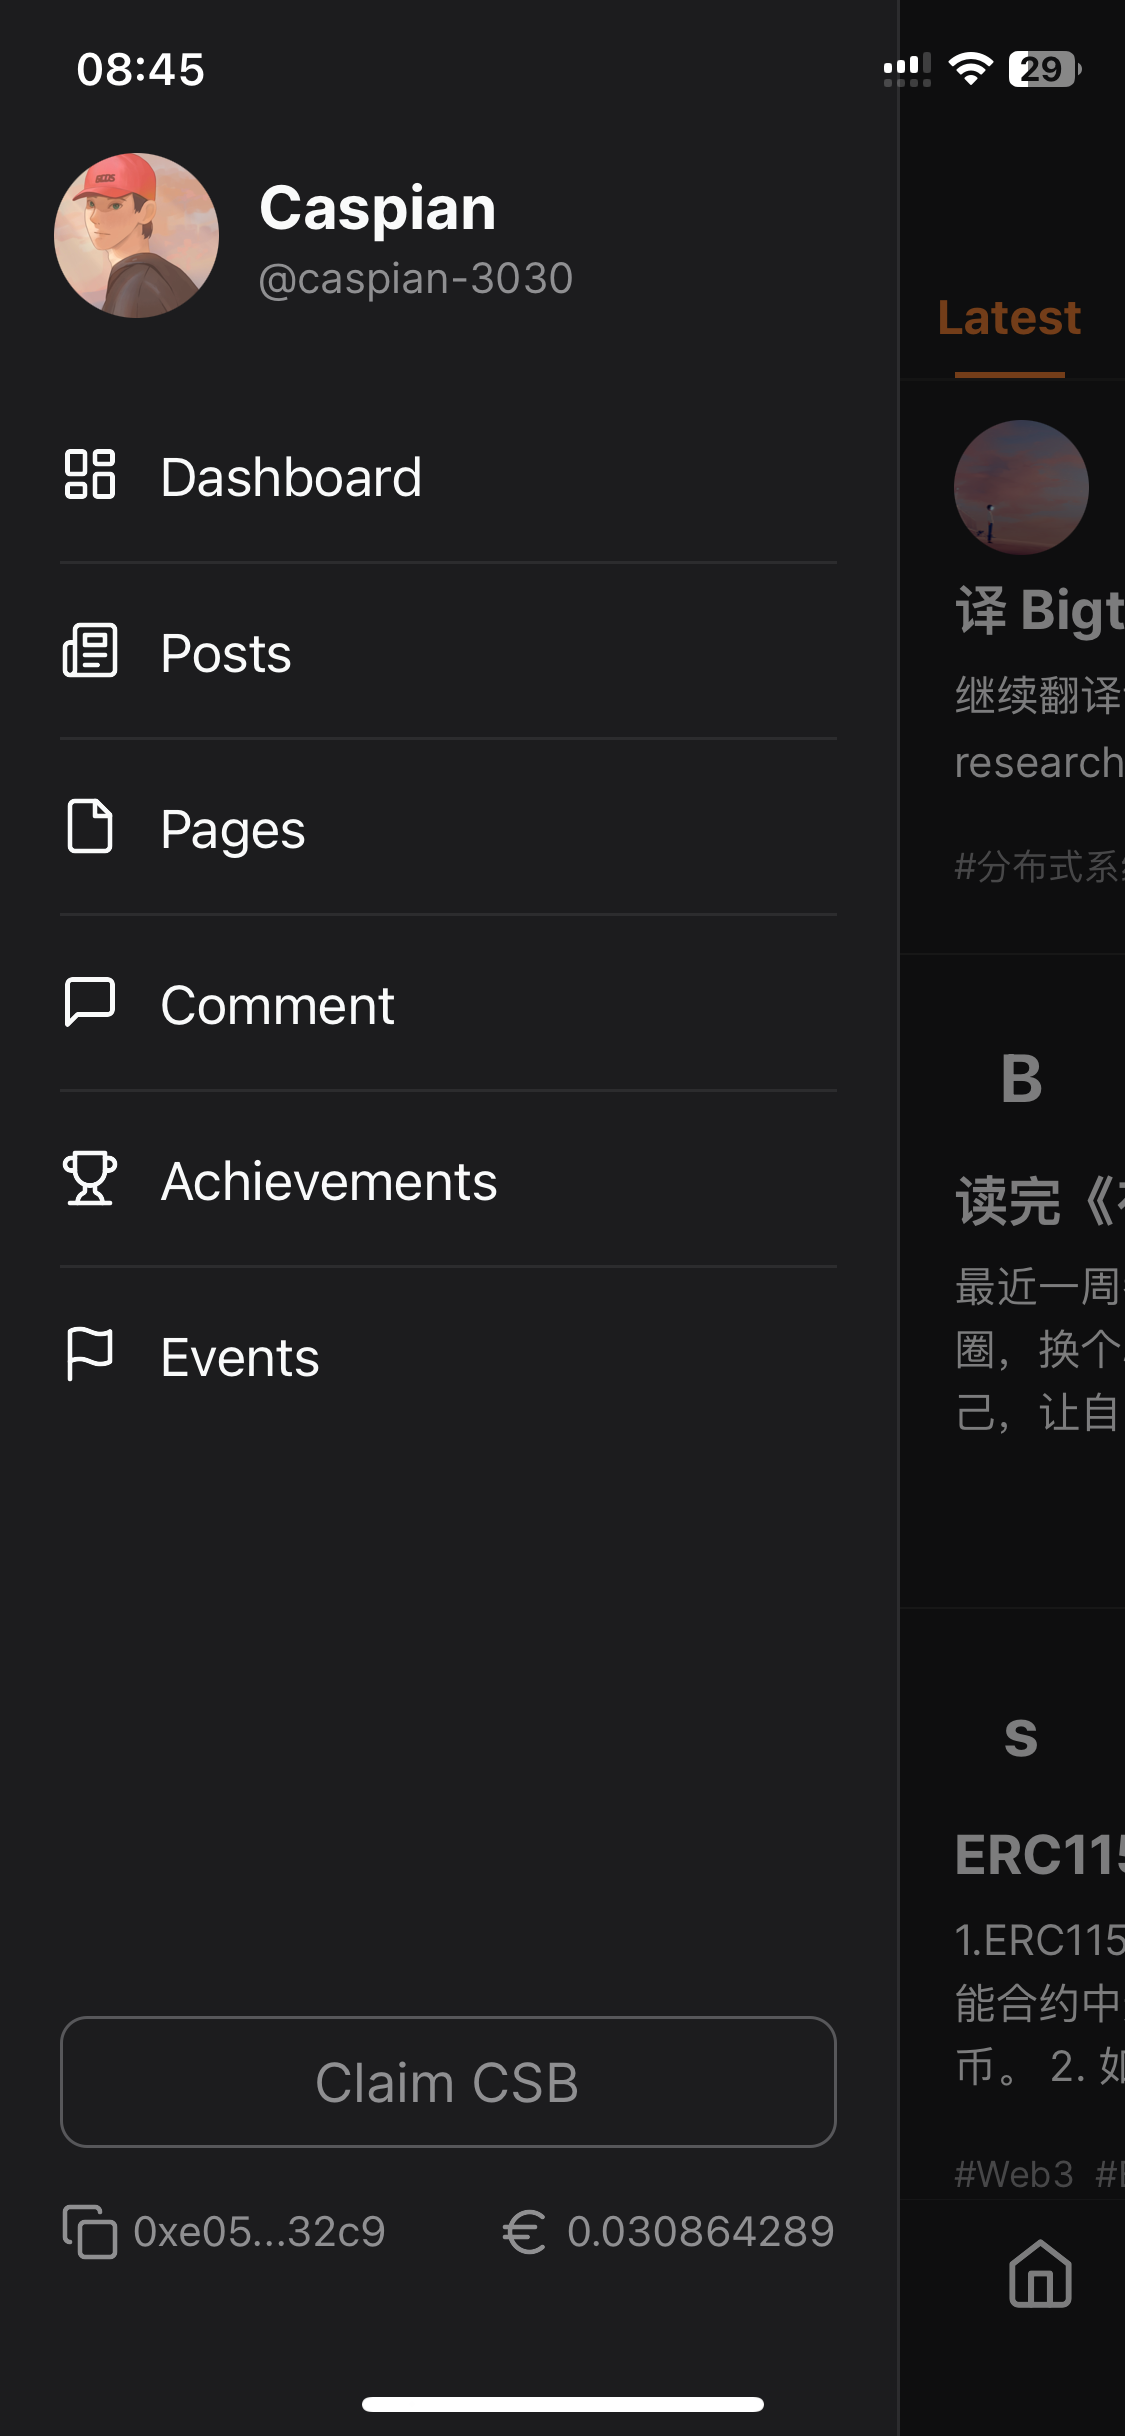 08:45
29
Caspian
@caspian-3030
Dashboard
Posts
Pages
Comment
Achievements
Events
Claim CSB
0xe05...32c9
€ 0.030864289
Latest
译 Bigt
继续翻译
research
#分布式系
B
读完《
最近一周
圈，换个
己，让自
s
ERC115
1.ERC115
能合约中
币。 2. 如
#Web3 #